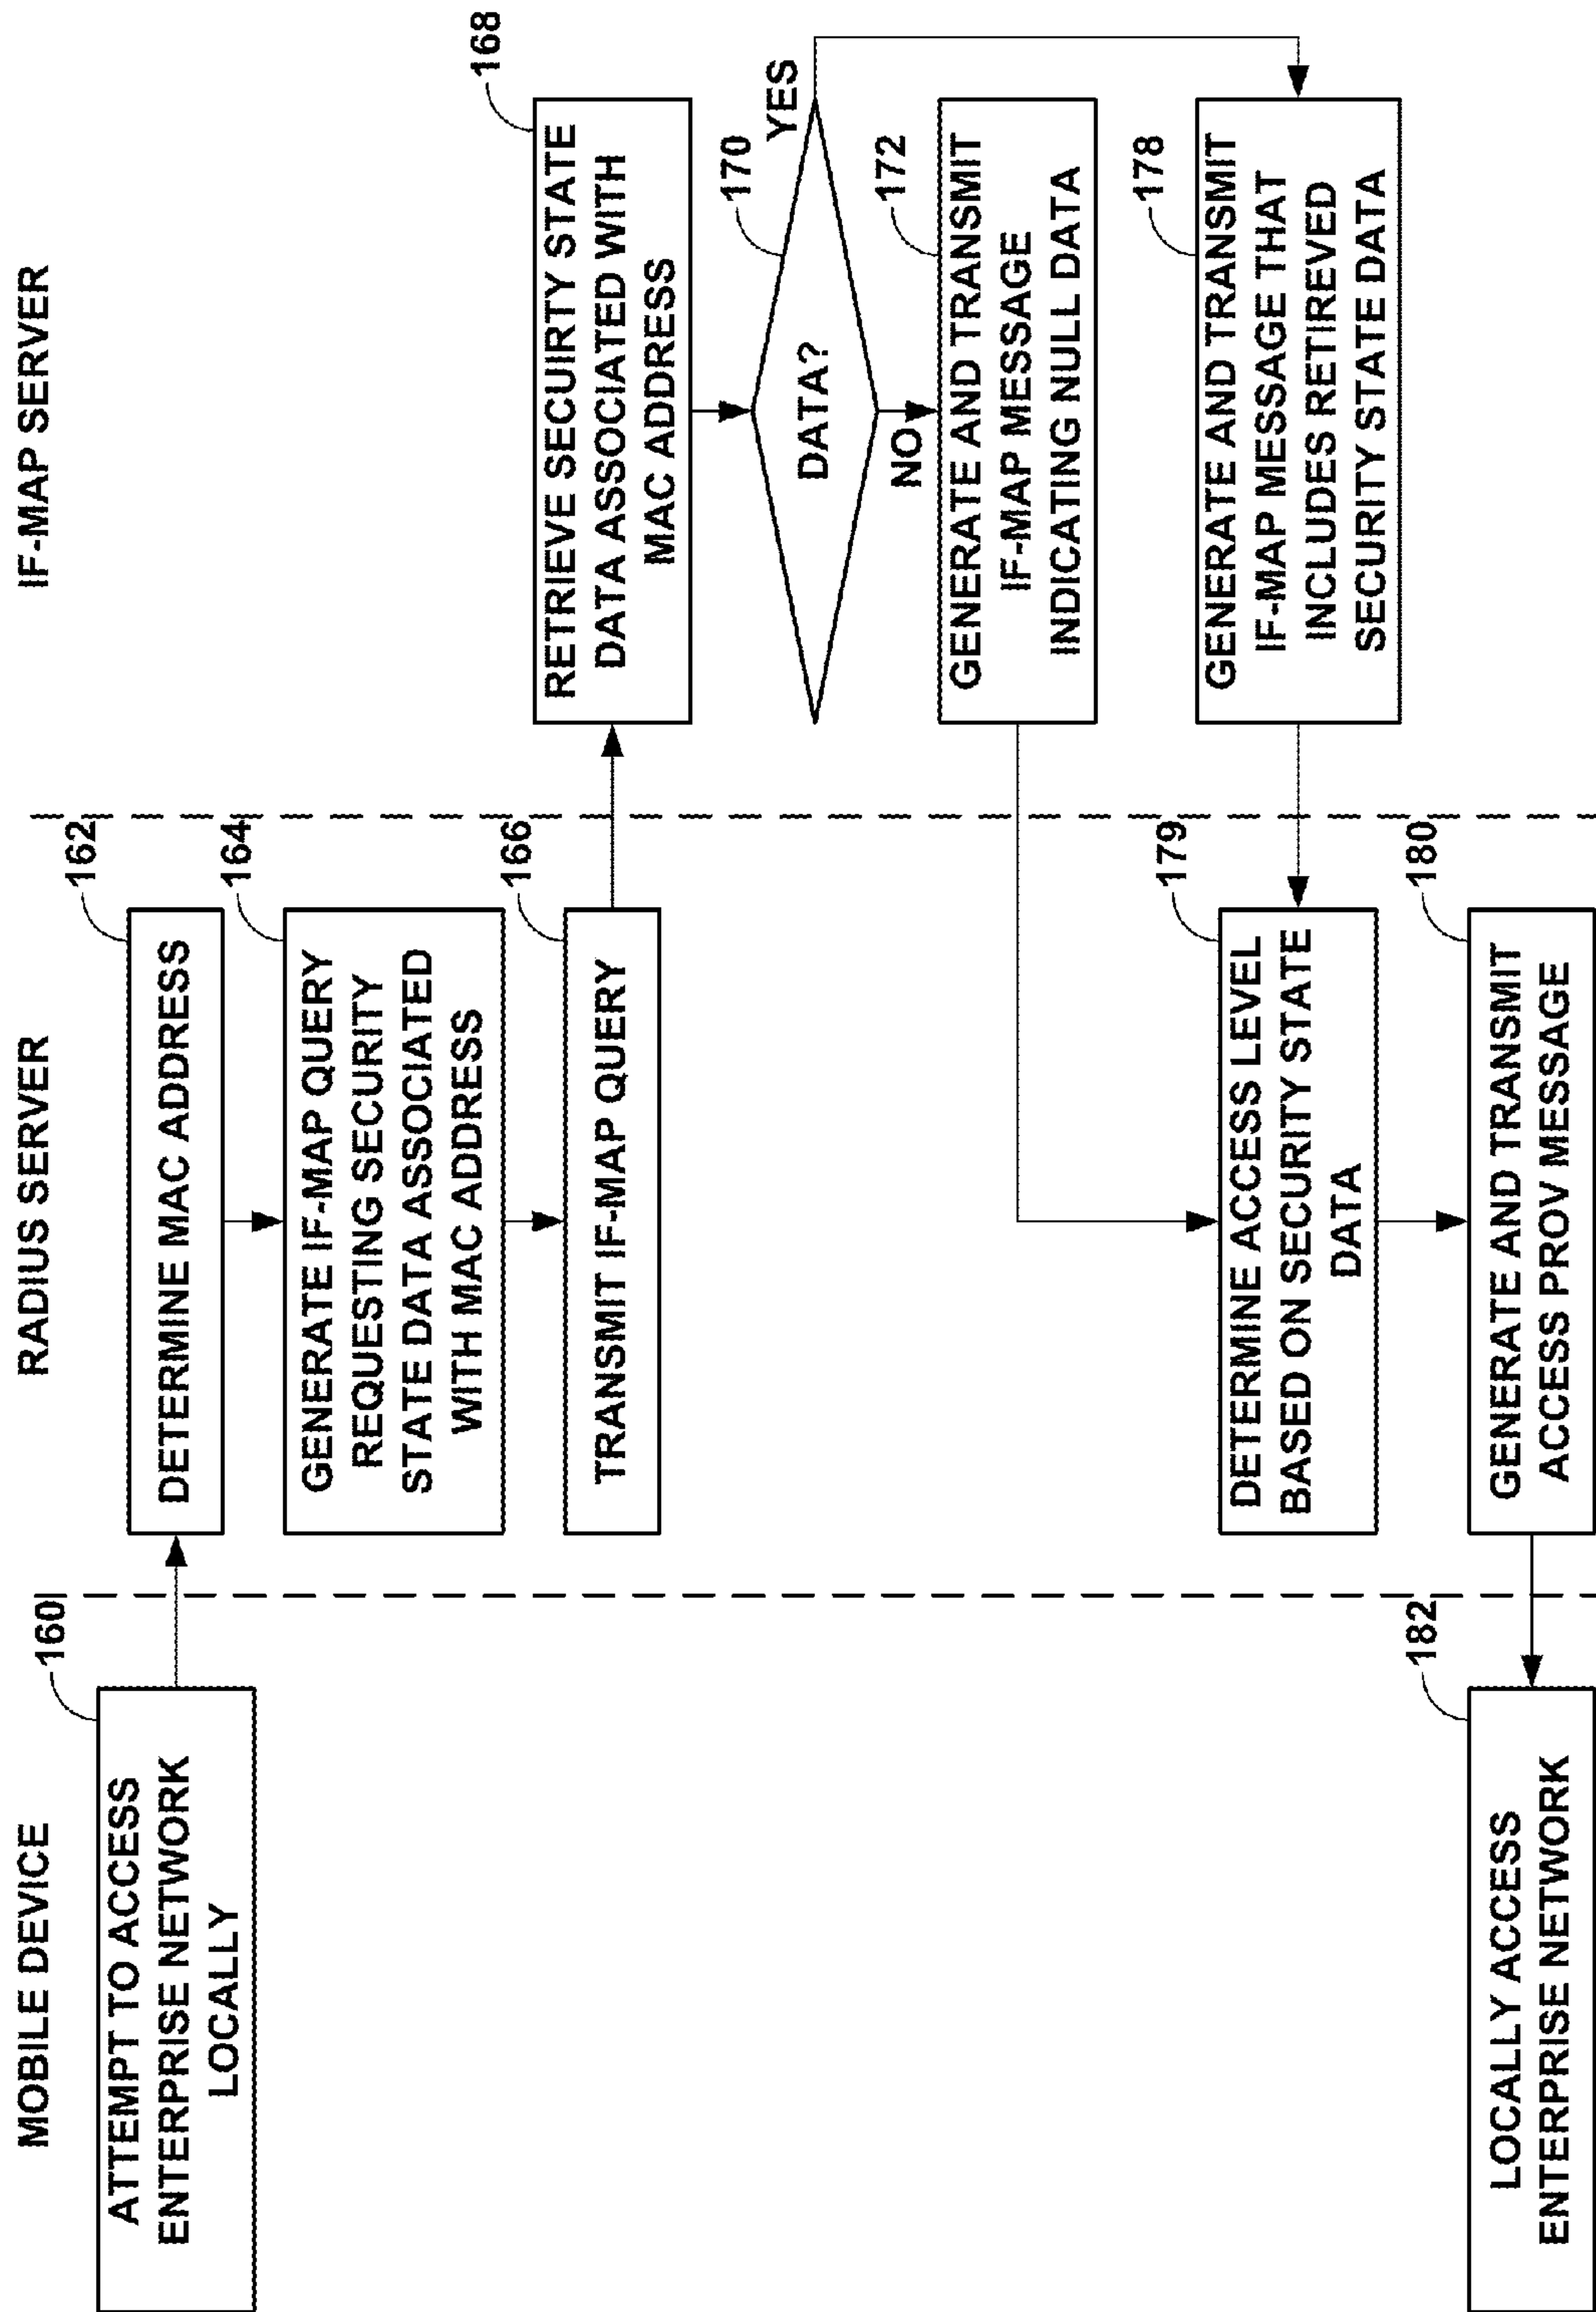 MOBILE DEVICE
RADIUS SERVER
IF-MAP SERVER
160
ATTEMPT TO ACCESS
ENTERPRISE NETWORK
LOCALLY
162
DETERMINE MAC ADDRESS
164
GENERATE IF-MAP QUERY
REQUESTING SECURITY
STATE DATA ASSOCIATED
WITH MAC ADDRESS
166
TRANSMIT IF-MAP QUERY
168
RETRIEVE SECUIRTY STATE
DATA ASSOCIATED WITH
MAC ADDRESS
170
DATA?
YES
NO
172
GENERATE AND TRANSMIT
IF-MAP MESSAGE
INDICATING NULL DATA
178
GENERATE AND TRANSMIT
IF-MAP MESSAGE THAT
INCLUDES RETIREVED
SECURITY STATE DATA
179
DETERMINE ACCESS LEVEL
BASED ON SECURITY STATE
DATA
180
GENERATE AND TRANSMIT
ACCESS PROV MESSAGE
182
LOCALLY ACCESS
ENTERPRISE NETWORK